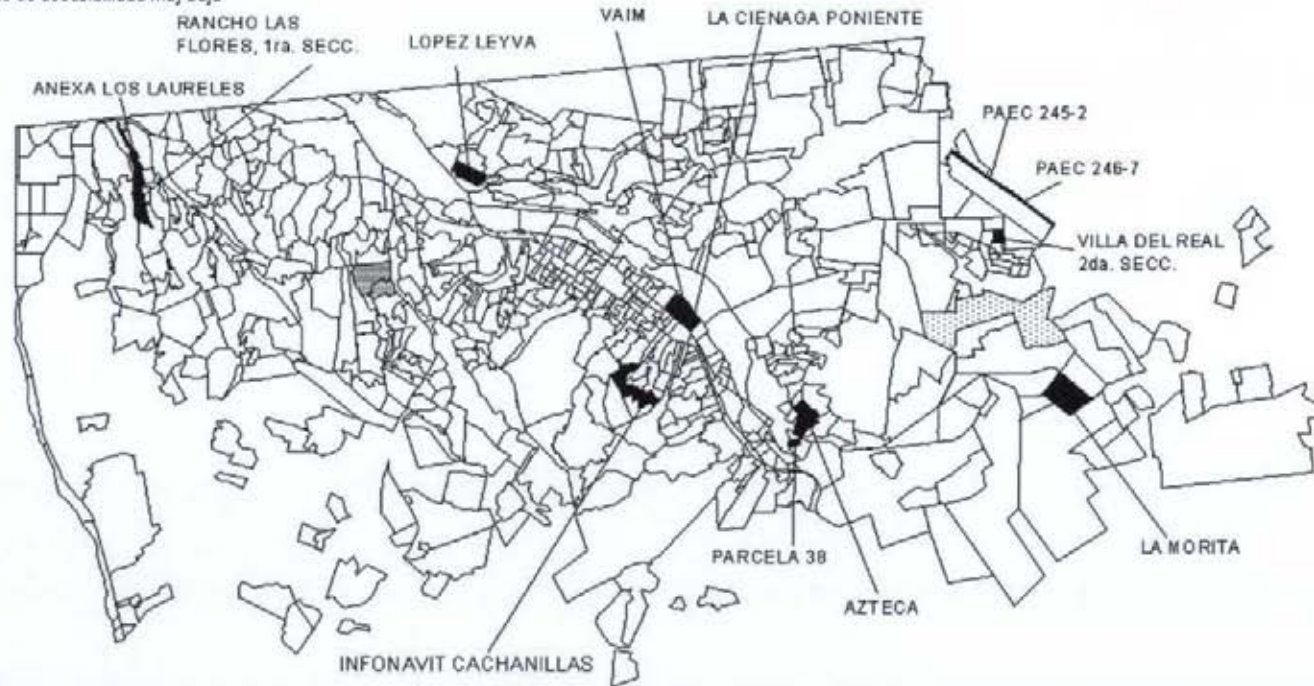 RANCHO LAS
FLORES, 1ra. SECC.
VAIM
LA CIENAGA PONIENTE
LOPEZ LEYVA
ANEXA LOS LAURELES
PAEC 245-2
PAEC 246-7
VILLA DEL REAL
2da. SECC.
LA MORITA
PARCELA 38
AZTECA
INFONAVIT CACHANILLAS